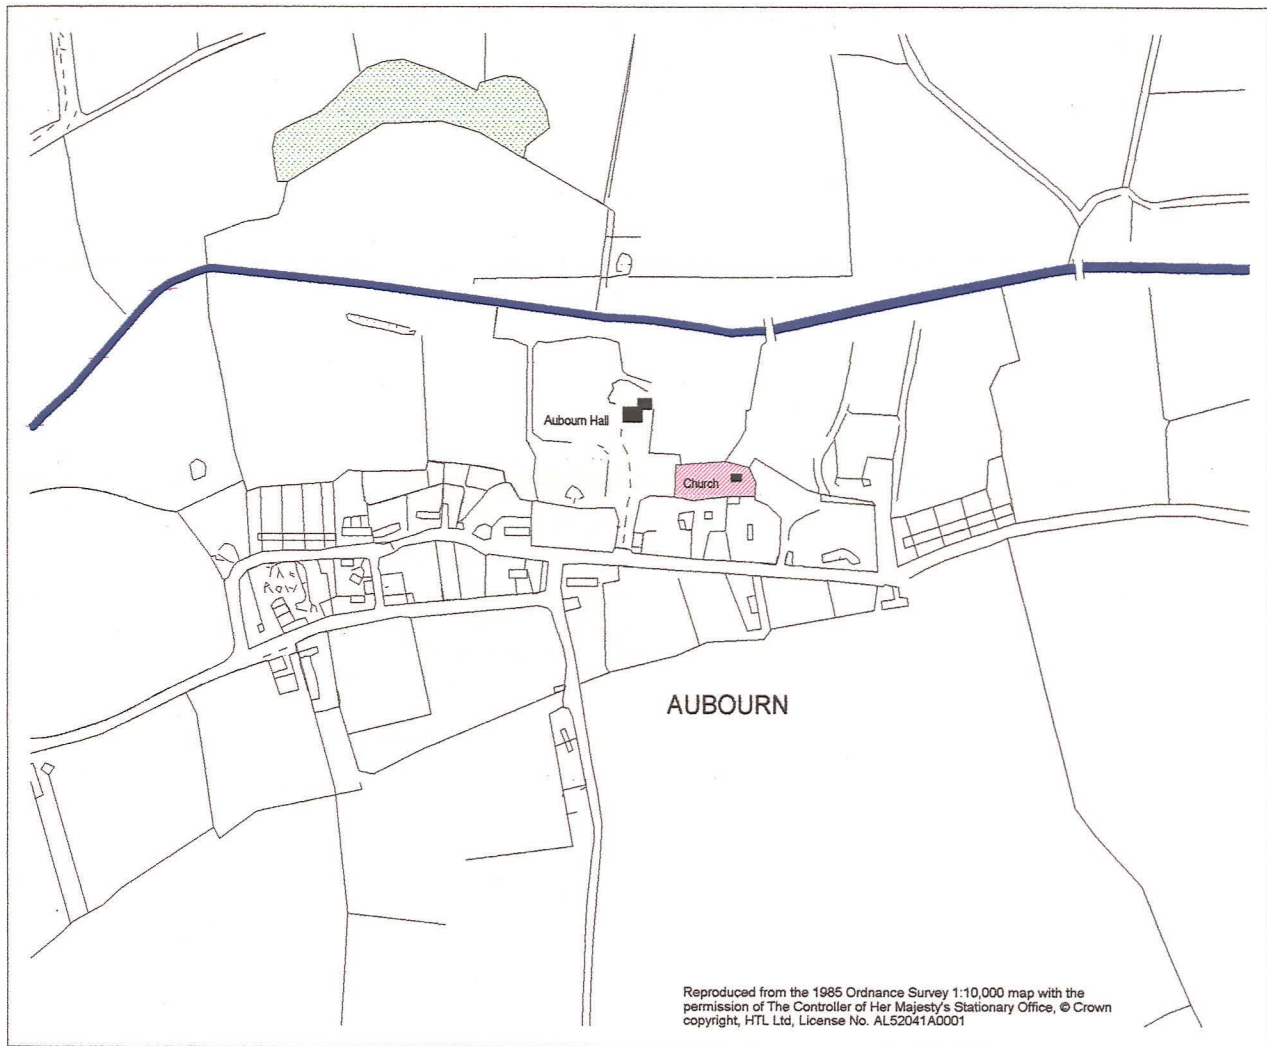 Aubourn Hall
Church
THE
ROW
AUBOURN
Reproduced from the 1985 Ordnance Survey 1:10,000 map with the
permission of The Controller of Her Majesty's Stationary Office, © Crown
copyright, HTL Ltd, License No. AL52041A0001